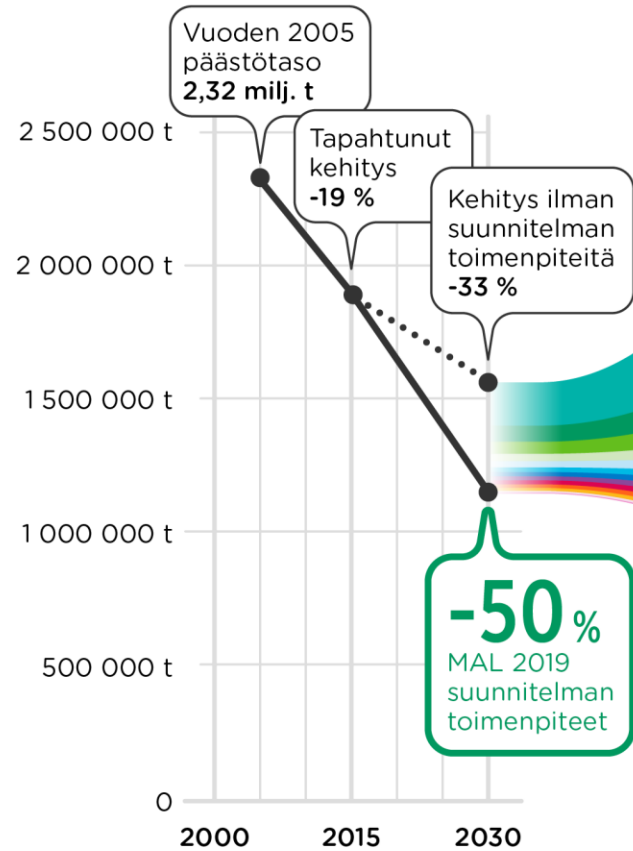 Vuoden 2005
päästötaso
2,32 milj. t
Tapahtunut
kehitys
-19 %
Kehitys ilman
suunnitelman
toimenpiteitä
-33 %
2 500 000 t
2 000 000 t
1 500 000 t
1 000 000 t
500 000 t
0
-50 %
MAL 2019
suunnitelman
toimenpiteet
2000 2015 2030